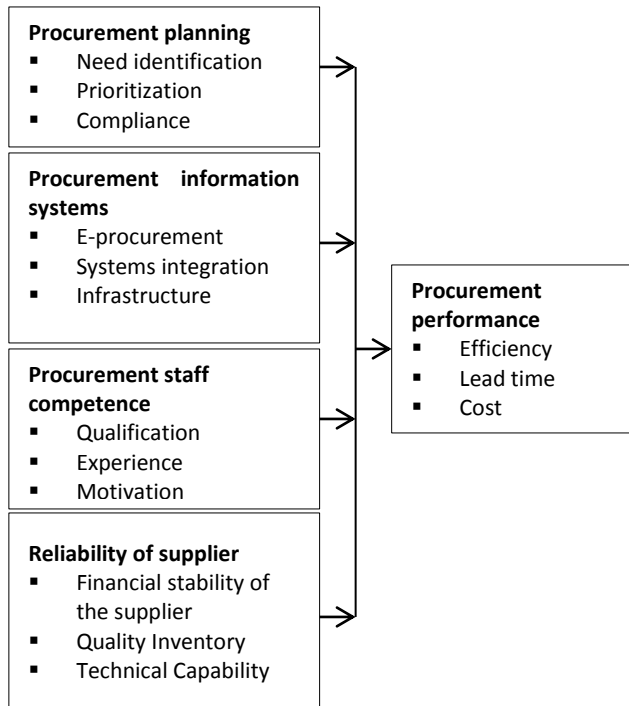 Procurement planning
▪ Need identification
▪ Prioritization
▪ Compliance
Procurement information
systems
▪ E-procurement
▪ Systems integration
▪ Infrastructure
Procurement staff
competence
▪ Qualification
▪ Experience
▪ Motivation
Reliability of supplier
▪ Financial stability of
the supplier
▪ Quality Inventory
▪ Technical Capability
Procurement
performance
▪ Efficiency
▪ Lead time
▪ Cost